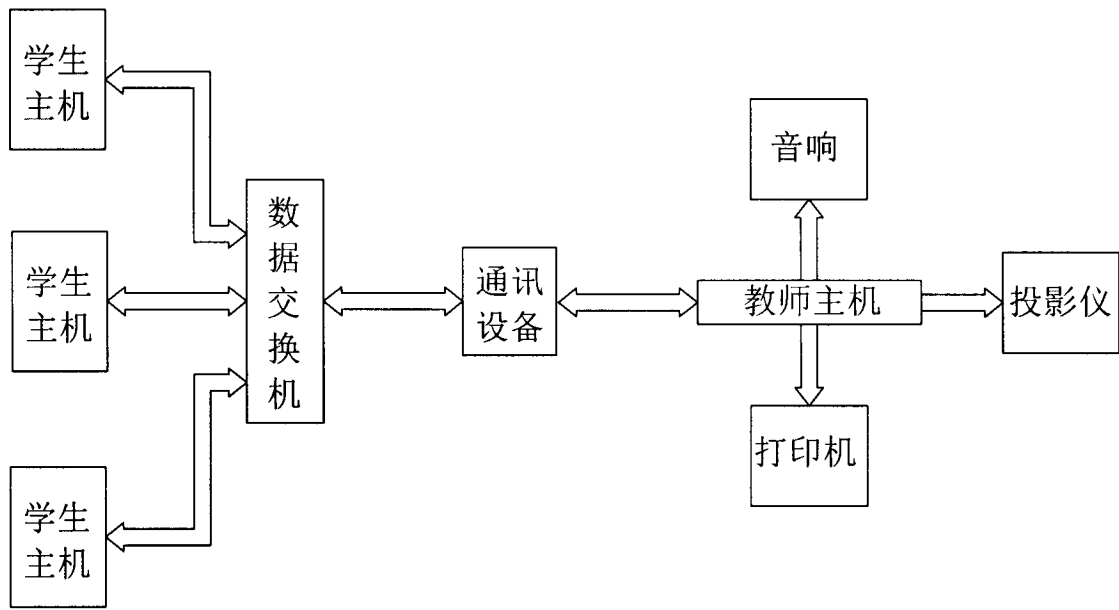 学生
主机
学生
主机
学生
主机
数
据
交
换
机
通讯
设备
音响
教师主机
打印机
投影仪